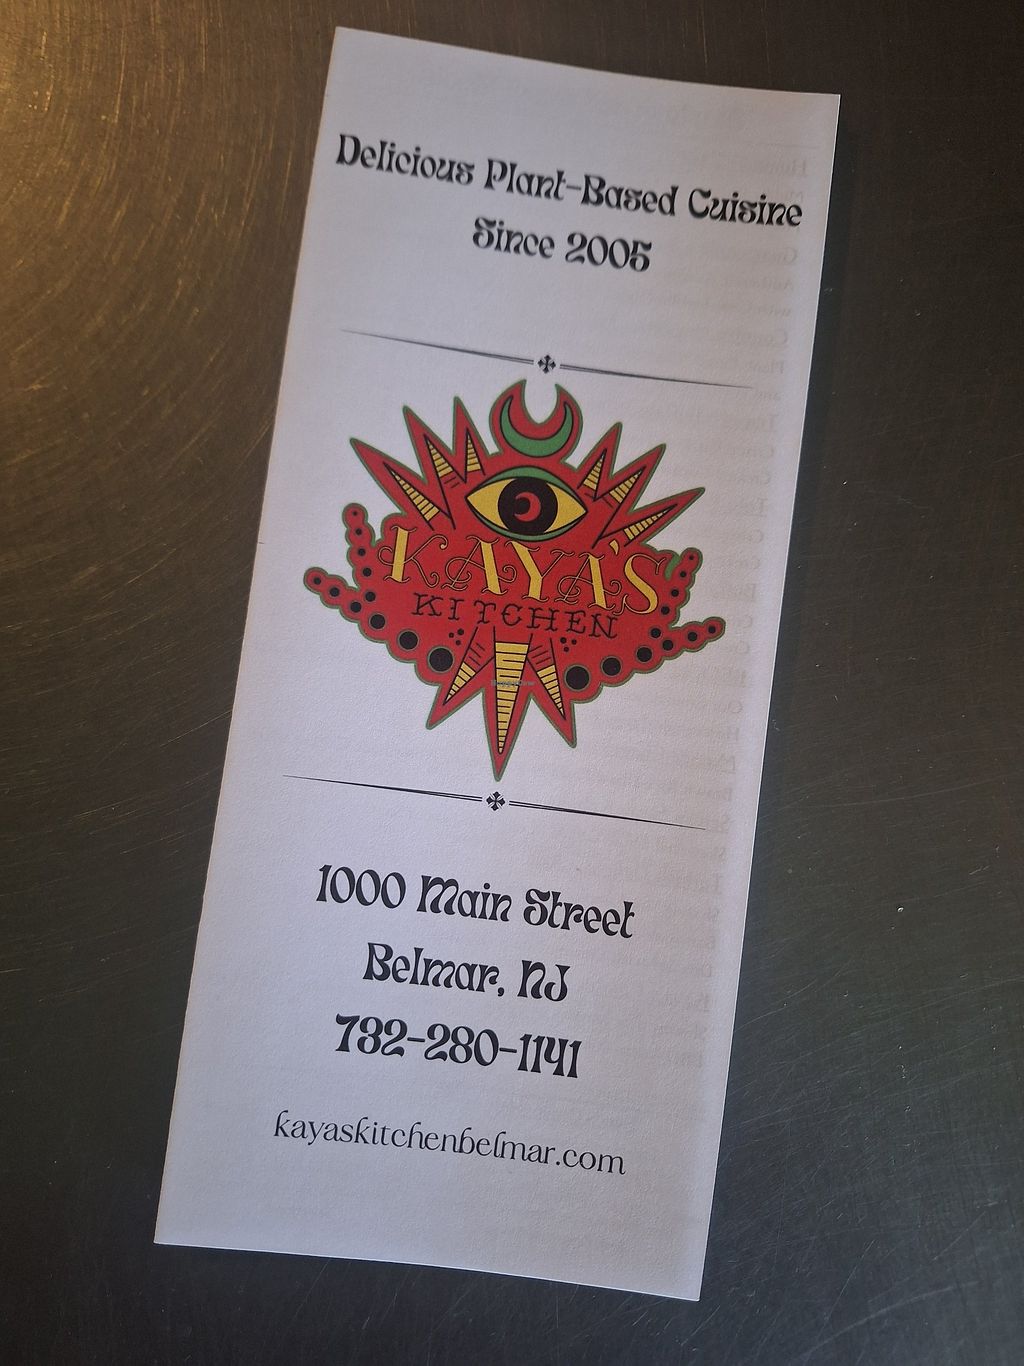 Delicious Plant-Based Cuisine
Since 2005
KAYA'S
KITCHEN
1000 Main Street
Belmar, NJ
732-280-1141
kayaskitchenbelmar.com